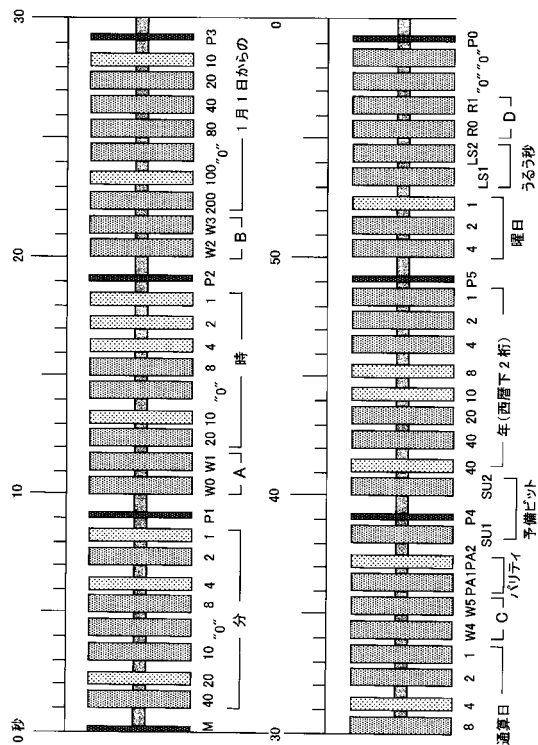 0秒 10 20 30
M 40 20 10 "0" 8 4 2 1 P1 W0 W1 20 10 "0" 8 4 2 1 P2 W2 W3 200 100 "0" 80 40 20 10 P3
分 A 時 B 1月1日からの
30 40 50 0
8 4 2 1 W4 W5 PA1 PA2 SU1 P4 SU2 40 40 20 10 8 4 2 1 P5 4 2 1 LS1 LS2 R0 R1 "0" "0" P0
通算日 C パリティ 予備ビット 年(西暦下2桁) 曜日 うるう秒 D